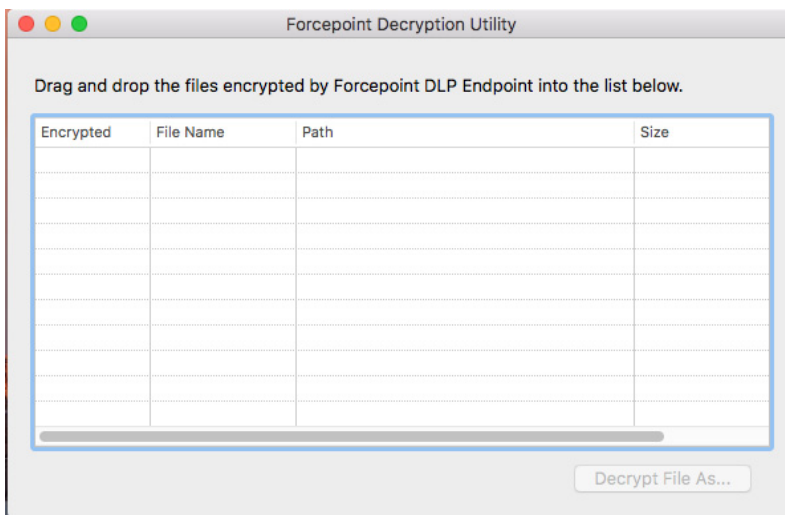 Forcepoint Decryption Utility
Drag and drop the files encrypted by Forcepoint DLP Endpoint into the list below.
Encrypted File Name Path Size
Decrypt File As...